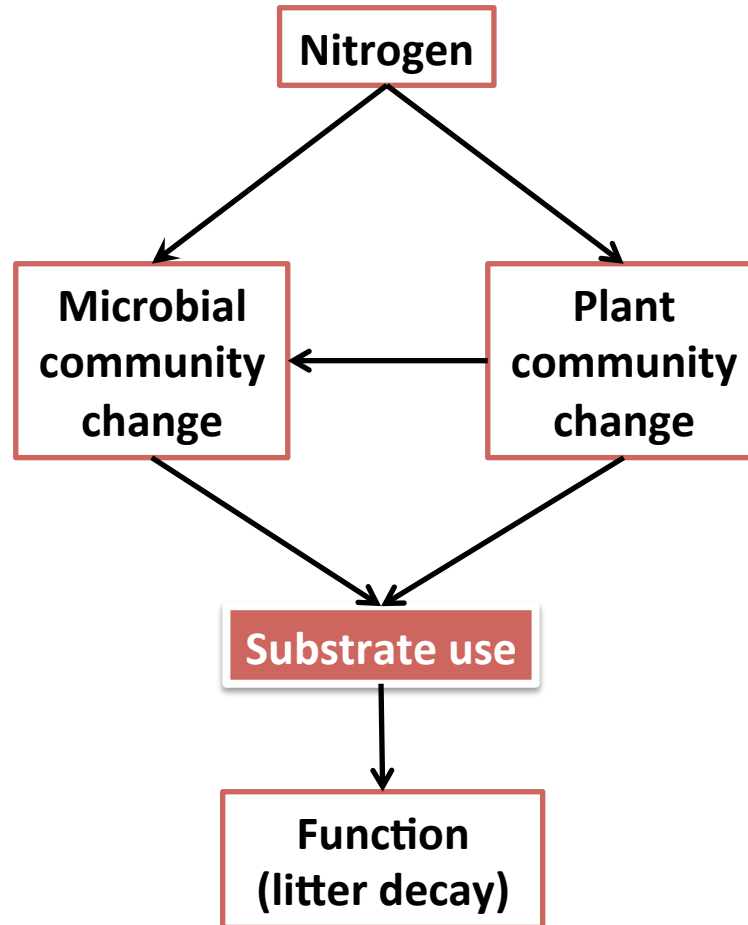 Nitrogen
Microbial
community
change
Plant
community
change
Substrate use
Function
(litter decay)